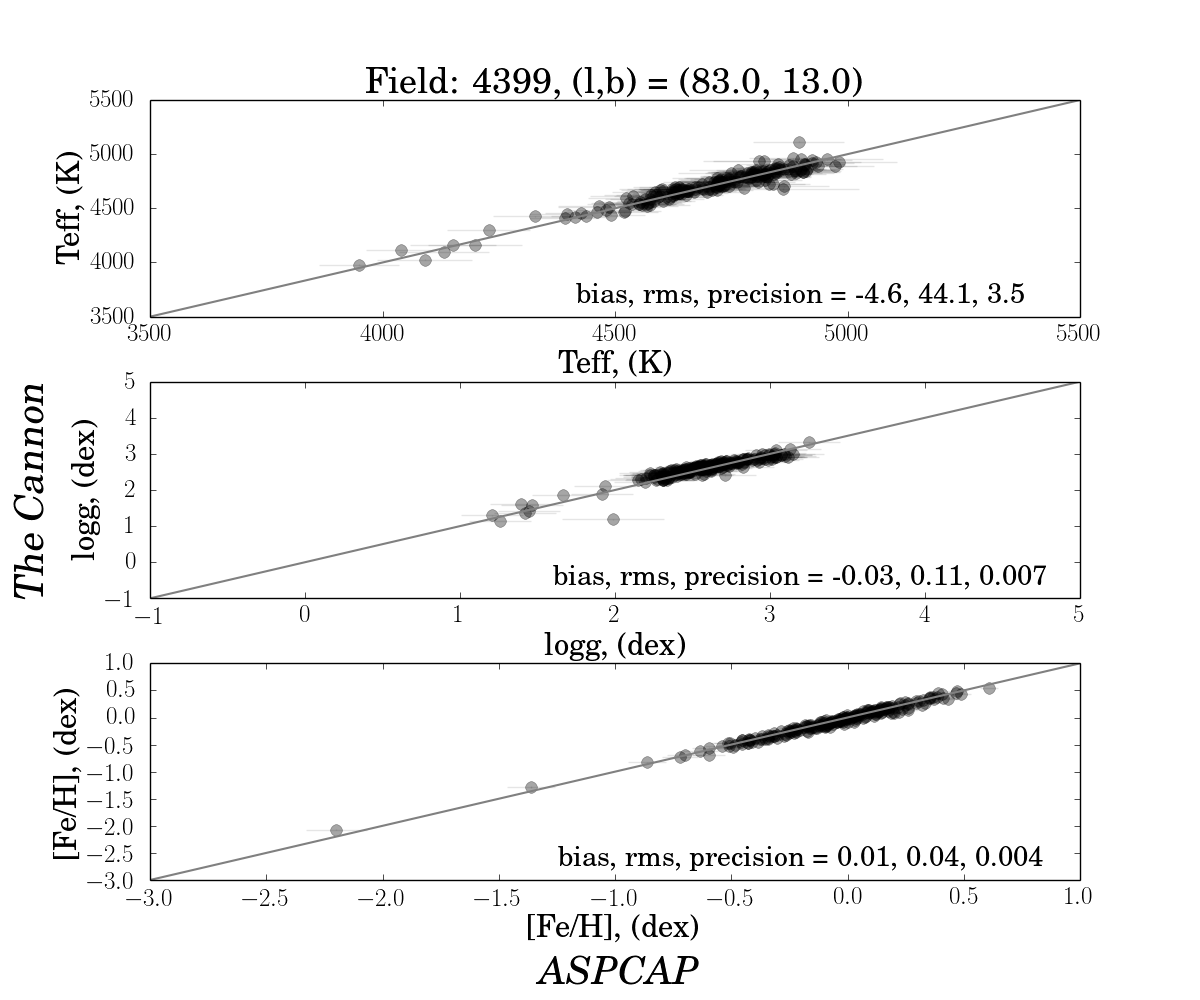 Field: 4399, (l,b) = (83.0, 13.0)
5500
5000
4500
4000
3500
Teff, (K)
bias, rms, precision = -4.6, 44.1, 3.5
3500 4000 4500 5000 5500
Teff, (K)
The Cannon
5
4
3
2
1
0
−1
logg, (dex)
bias, rms, precision = -0.03, 0.11, 0.007
−1 0 1 2 3 4 5
logg, (dex)
1.0
0.5
0.0
−0.5
−1.0
−1.5
−2.0
−2.5
−3.0
[Fe/H], (dex)
bias, rms, precision = 0.01, 0.04, 0.004
−3.0 −2.5 −2.0 −1.5 −1.0 −0.5 0.0 0.5 1.0
[Fe/H], (dex)
ASPCAP